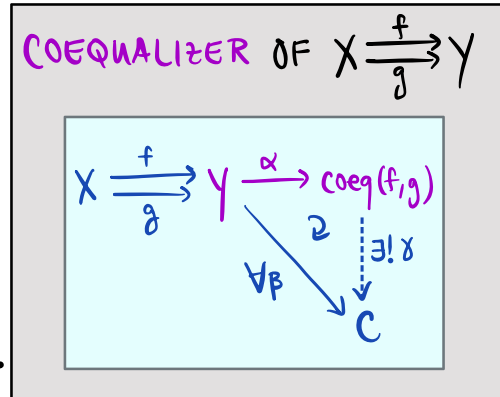 COEQUALIZER OF X f g Y
X f g Y α coeq(f,g)
∀β ∃! γ
C